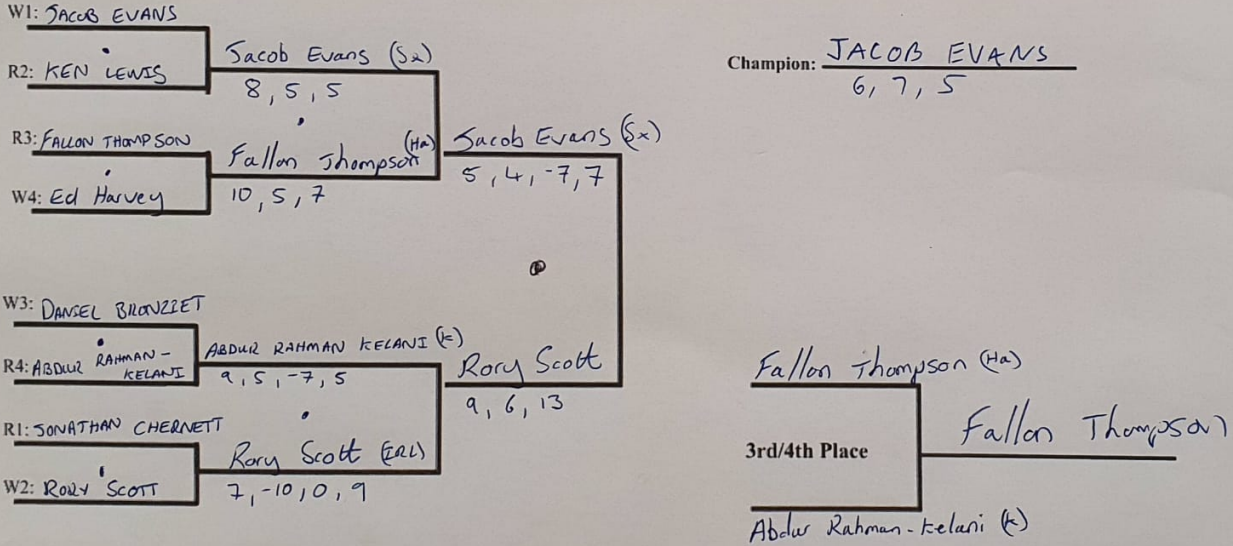 W1: JACOB EVANS
R2: KEN LEWIS
Jacob Evans (Sx)
8, 5, 5
R3: FALLON THOMPSON
W4: Ed Harvey
Fallon Thompson (Ha)
10, 5, 7
Jacob Evans (Sx)
5, 4, -7, 7
W3: DANIEL BRONZIET
R4: ABDUR RAHMAN-
KELANI
ABDUR RAHMAN KELANI (K)
9, 5, -7, 5
R1: JONATHAN CHERNETT
W2: RORY SCOTT
Rory Scott (IRL)
7, -10, 0, 9
Rory Scott
9, 6, 13
Champion: JACOB EVANS
6, 7, 5
Fallon Thompson (Ha)
3rd/4th Place
Abdur Rahman-Kelani (K)
Fallon Thompson